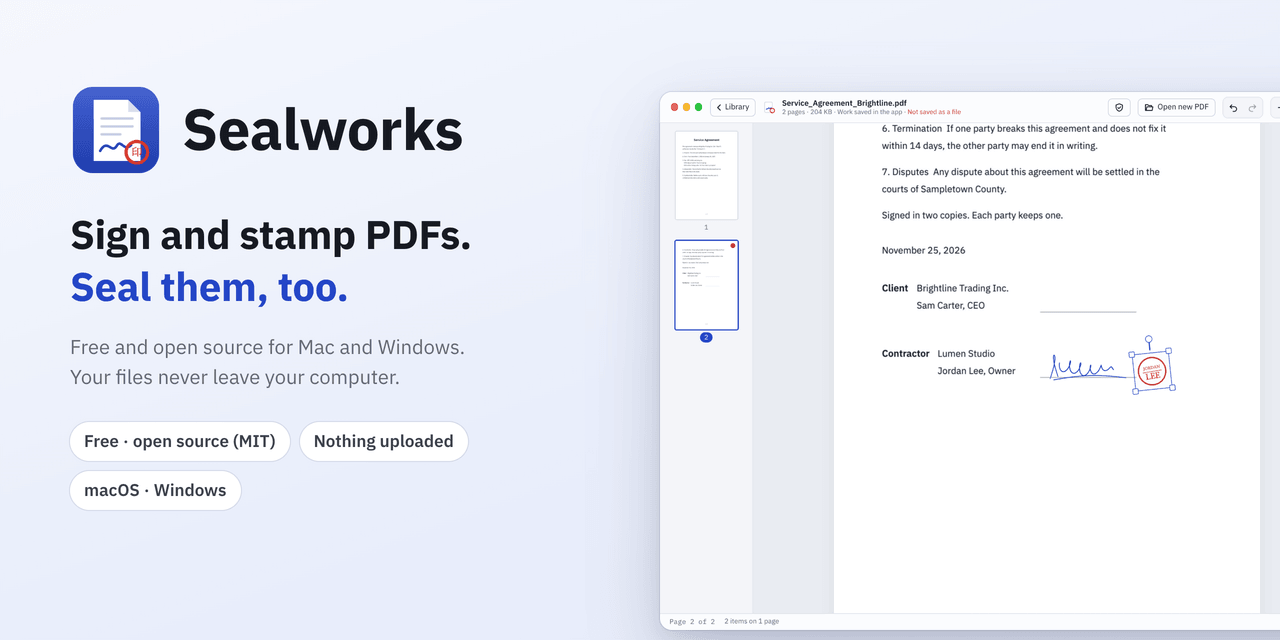 印
Sealworks
Sign and stamp PDFs.
Seal them, too.
Free and open source for Mac and Windows.
Your files never leave your computer.
Free · open source (MIT)
Nothing uploaded
macOS · Windows
Library
Service_Agreement_Brightline.pdf
2 pages · 204 KB · Work saved in the app · Not saved as a file
Open new PDF
Service Agreement
1
2
6. Termination If one party breaks this agreement and does not fix it
within 14 days, the other party may end it in writing.
7. Disputes Any dispute about this agreement will be settled in the
courts of Sampletown County.
Signed in two copies. Each party keeps one.
November 25, 2026
Client Brightline Trading Inc.
Sam Carter, CEO
Contractor Lumen Studio
Jordan Lee, Owner
JORDAN
LEE
Page 2 of 2 2 items on 1 page